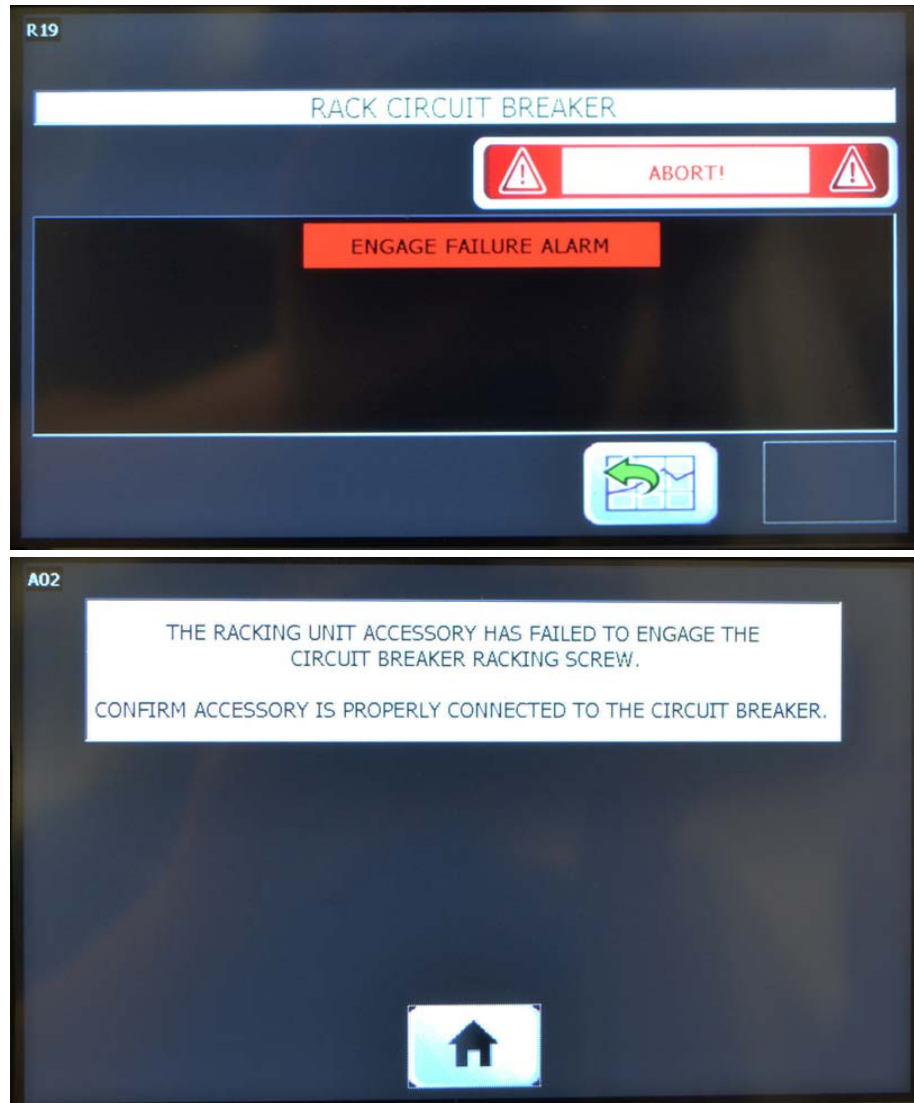 R19
RACK CIRCUIT BREAKER
ABORT!
ENGAGE FAILURE ALARM
A02
THE RACKING UNIT ACCESSORY HAS FAILED TO ENGAGE THE
CIRCUIT BREAKER RACKING SCREW.
CONFIRM ACCESSORY IS PROPERLY CONNECTED TO THE CIRCUIT BREAKER.